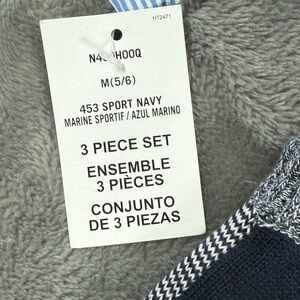 HT2471
M(5/6)
453 SPORT NAVY
MARINE SPORTIF / AZUL MARINO
3 PIECE SET
ENSEMBLE
3 PIÈCES
CONJUNTO
DE 3 PIEZAS